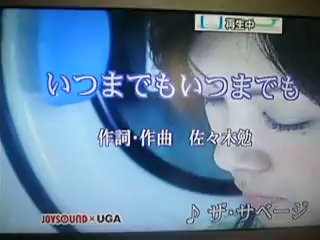 再生中
いつまでもいつまでも
作詞・作曲 佐々木勉
JOYSOUND × UGA
♪ ザ・サベージ